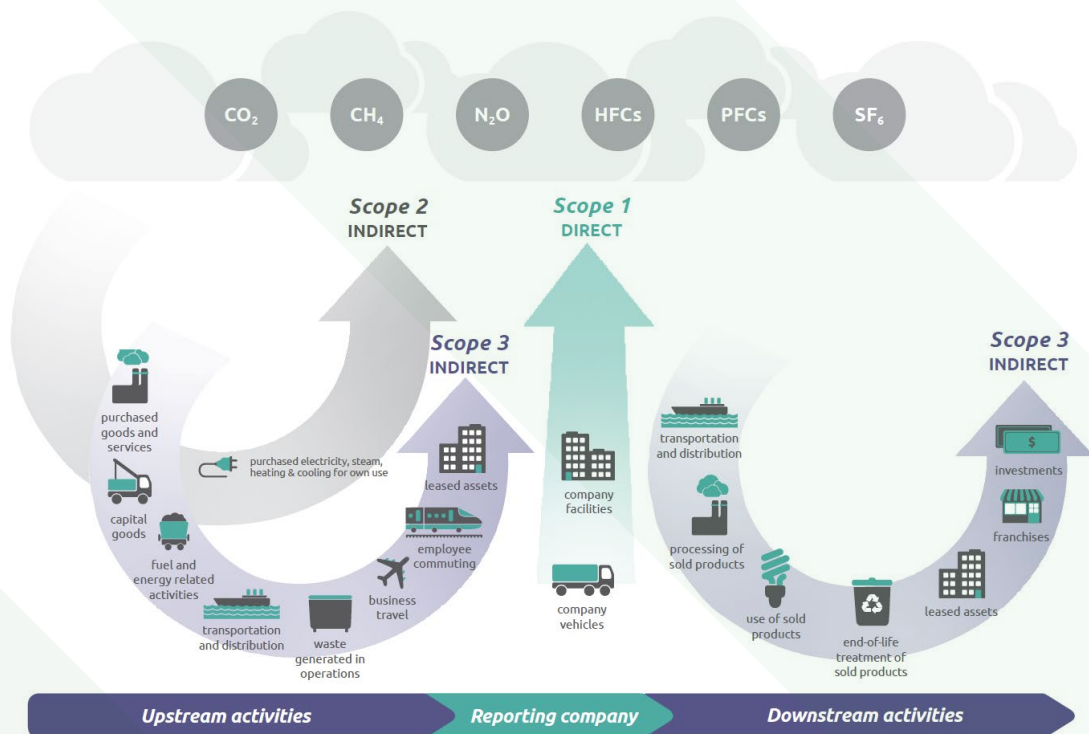 CO₂
CH₄
N₂O
HFCs
PFCs
SF₆
Scope 2
INDIRECT
Scope 1
DIRECT
Scope 3
INDIRECT
Scope 3
INDIRECT
purchased
goods and
services
capital
goods
fuel and
energy related
activities
transportation
and distribution
waste
generated in
operations
business
travel
employee
commuting
leased assets
purchased electricity, steam,
heating & cooling for own use
company
facilities
company
vehicles
transportation
and distribution
processing of
sold products
use of sold
products
end-of-life
treatment of
sold products
leased assets
franchises
investments
$
Upstream activities
Reporting company
Downstream activities